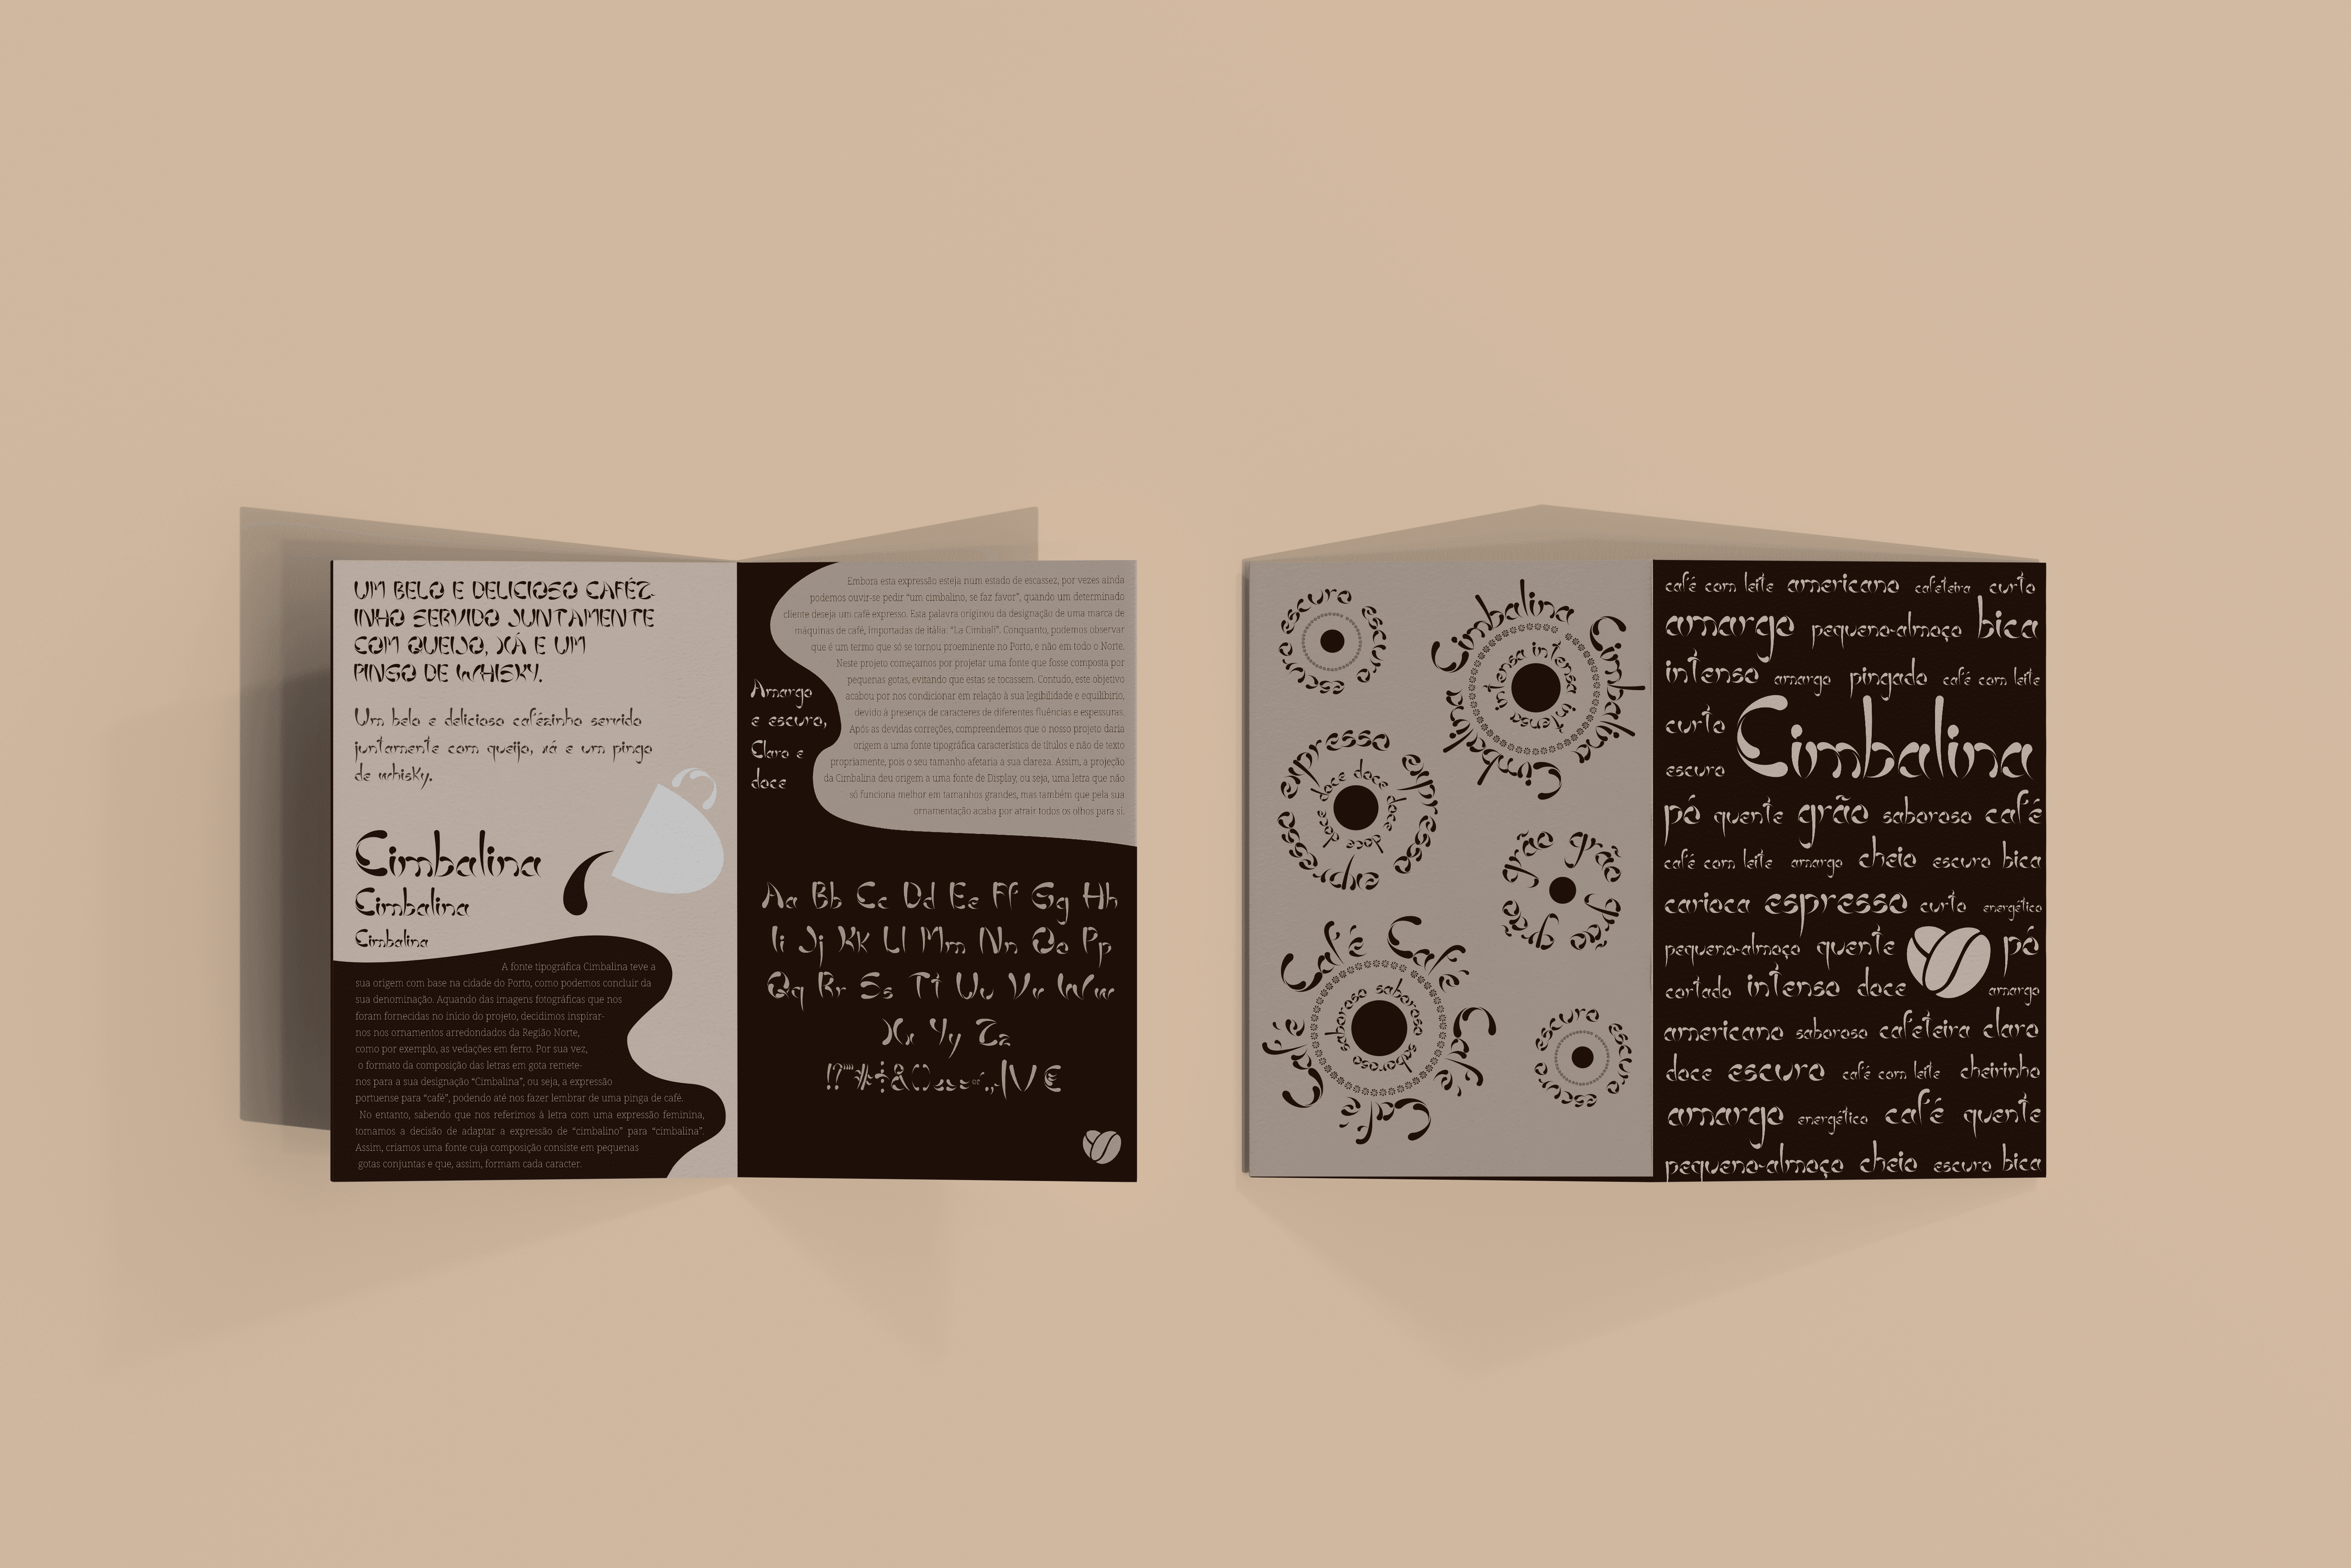 UM BELO E DELICIOSO CAFÉZ-
INHO SERVIDO JUNTAMENTE
COM QUEIJO, XÁ E UM
PINGO DE WHISKY.
Um belo e delicioso cafézinho servido
juntamente com queijo, xá e um pingo
de whisky.
Cimbalina
Cimbalina
Cimbalina
A fonte tipográfica Cimbalina teve a
sua origem com base na cidade do Porto, como podemos concluir da
sua denominação. Aquando das imagens fotográficas que nos
foram fornecidas no início do projeto, decidimos inspirar-
nos nos ornamentos arredondados da Região Norte,
como por exemplo, as vedações em ferro. Por sua vez,
o formato da composição das letras em gota remete-
nos para a sua designação “Cimbalina”, ou seja, a expressão
portuense para “café”, podendo até nos fazer lembrar de uma pinga de café.
No entanto, sabendo que nos referimos á letra com uma expressão feminina,
tomamos a decisão de adaptar a expressão de “cimbalino” para “cimbalina”.
Assim, criamos uma fonte cuja composição consiste em pequenas
gotas conjuntas e que, assim, formam cada caracter.
Embora esta expressão esteja num estado de escassez, por vezes ainda
podemos ouvir-se pedir “um cimbalino, se faz favor”, quando um determinado
cliente deseja um café expresso. Esta palavra originou da designação de uma marca de
máquinas de café, importadas de itália: “La Cimbali”. Conquanto, podemos observar
que é um termo que só se tornou proeminente no Porto, e não em todo o Norte.
Neste projeto começamos por projetar uma fonte que fosse composta por
pequenas gotas, evitando que estas se tocassem. Contudo, este objetivo
acabou por nos condicionar em relação à sua legibilidade e equilíbrio,
devido à presença de caracteres de diferentes fluências e espessuras.
Após as devidas correções, compreendemos que o nosso projeto daria
origem a uma fonte tipográfica característica de títulos e não de texto
propriamente, pois o seu tamanho afetaria a sua clareza. Assim, a projeção
da Cimbalina deu origem a uma fonte de Display, ou seja, uma letra que não
só funciona melhor em tamanhos grandes, mas também que pela sua
ornamentação acaba por atrair todos os olhos para si.
Amargo
e escuro,
Claro e
doce
Aa Bb Cc Dd Ee Ff Gg Hh
Ii Jj Kk Ll Mm Nn Oo Pp
Qq Rr Ss Tt Uu Vv Ww
Xx Yy Zz
escuro escuro escuro escuro
Cimbalina Cimbalina Cimbalina Cimbalina
intensa intensa intensa intensa
expresso expresso expresso expresso
doce doce doce doce doce doce
grão grão grão grão
Café Café Café Café Café
saboroso saboroso saboroso saboroso
escuro escuro escuro escuro
café com leite americano cafeteira curto
amargo pequeno-almoço bica
intenso amargo pingado café com leite
curto
Cimbalina
escuro
pó quente grão saboroso café
café com leite amargo cheio escuro bica
carioca espresso curto energético
pequeno-almoço quente pó
cortado intenso doce amargo
americano saboroso cafeteira claro
doce escuro café com leite cheirinho
amargo energético café quente
pequeno-almoço cheio escuro bica